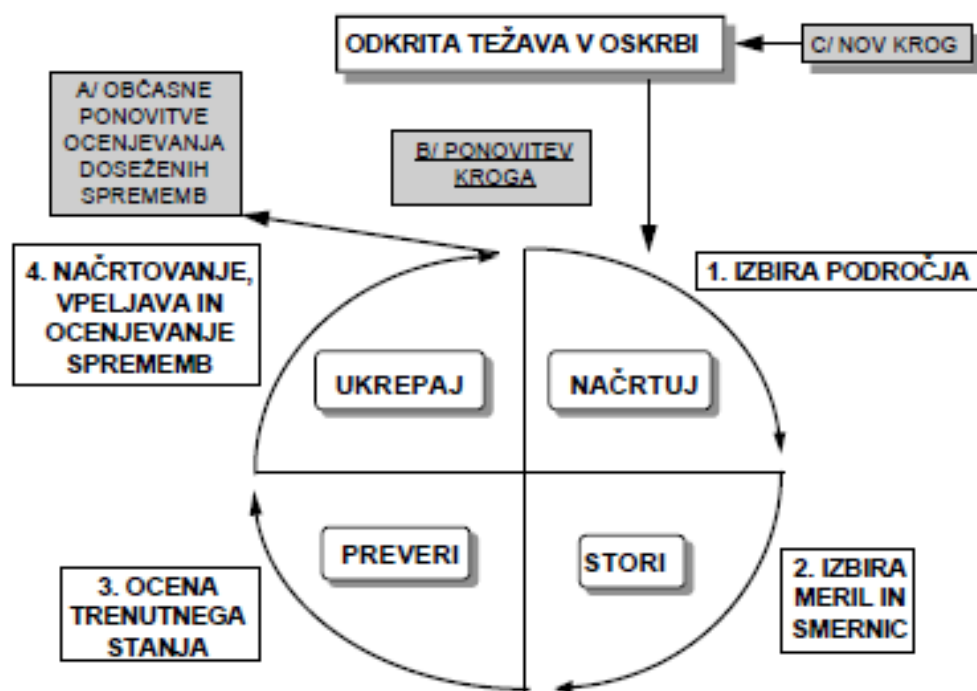 ODKRITA TEŽAVA V OSKRBI
C/ NOV KROG
A/ OBČASNE
PONOVITVE
OCENJEVANJA
DOSEŽENIH
SPREMEMB
B/ PONOVITEV
KROGA
4. NAČRTOVANJE,
VPELJAVA IN
OCENJEVANJE
SPREMEMB
1. IZBIRA PODROČJA
UKREPAJ
NAČRTUJ
PREVERI
STORI
3. OCENA
TRENUTNEGA
STANJA
2. IZBIRA
MERIL IN
SMERNIC